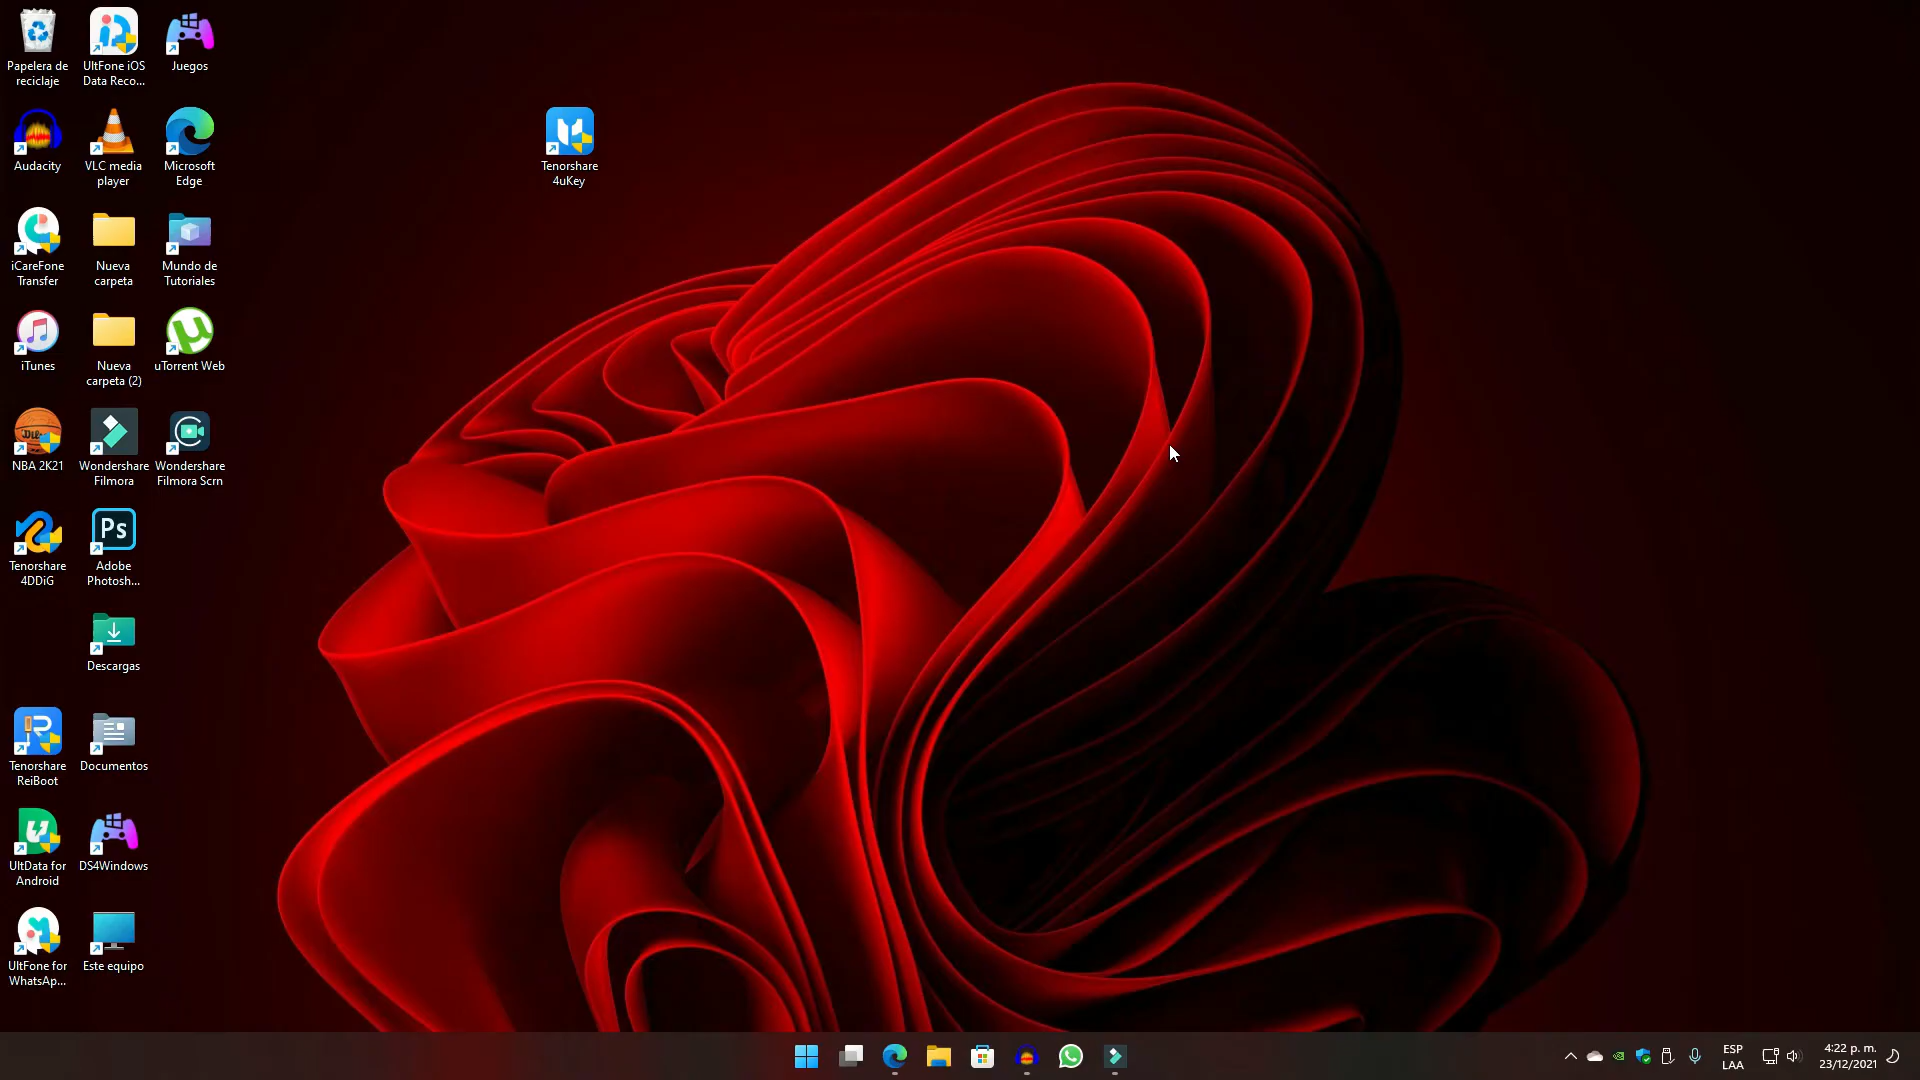 Papelera de
reciclaje
UltFone iOS
Data Reco...
Juegos
Audacity
VLC media
player
Microsoft
Edge
Tenorshare
4uKey
iCareFone
Transfer
Nueva
carpeta
Mundo de
Tutoriales
iTunes
Nueva
carpeta (2)
uTorrent Web
NBA 2K21
Wondershare
Filmora
Wondershare
Filmora Scrn
Tenorshare
4DDiG
Ps
Adobe
Photosh...
Descargas
Tenorshare
ReiBoot
Documentos
UltData for
Android
DS4Windows
UltFone for
WhatsAp...
Este equipo
ESP
LAA
4:22 p. m.
23/12/2021